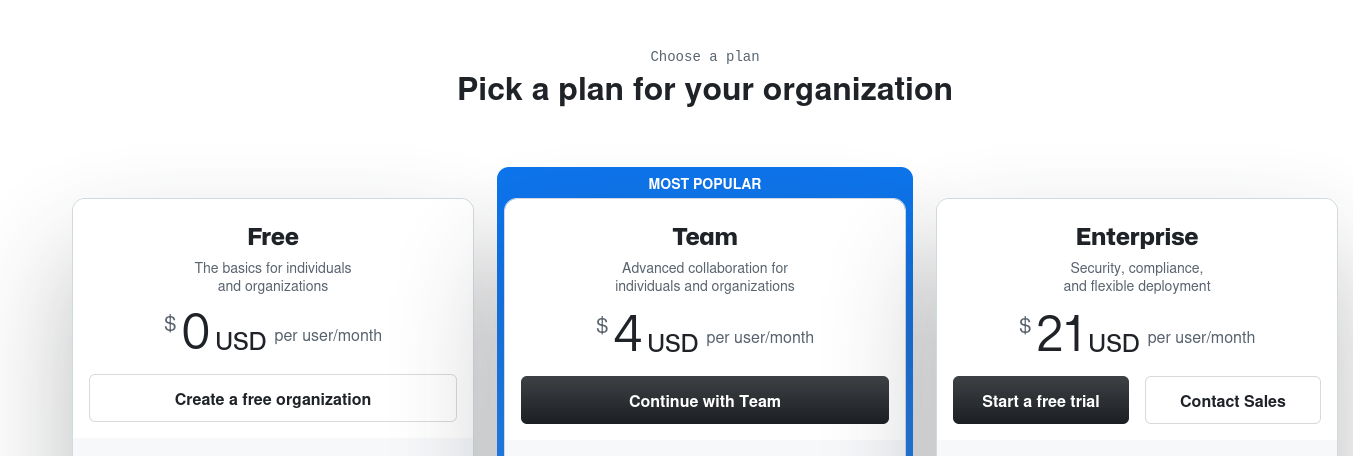 Choose a plan
Pick a plan for your organization
MOST POPULAR
Free
The basics for individuals
and organizations
$ 0 USD per user/month
Create a free organization
Team
Advanced collaboration for
individuals and organizations
$ 4 USD per user/month
Continue with Team
Enterprise
Security, compliance,
and flexible deployment
$ 21 USD per user/month
Start a free trial
Contact Sales